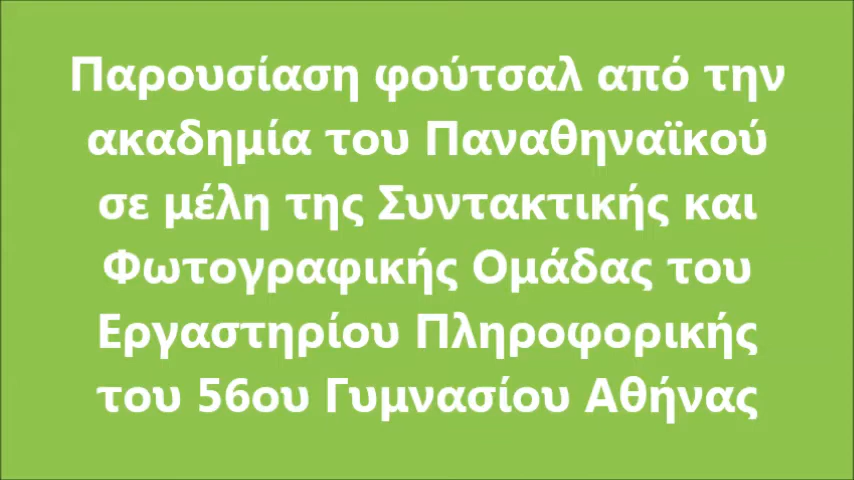 Παρουσίαση φούτσαλ από την
ακαδημία του Παναθηναϊκού
σε μέλη της Συντακτικής και
Φωτογραφικής Ομάδας του
Εργαστηρίου Πληροφορικής
του 56ου Γυμνασίου Αθήνας